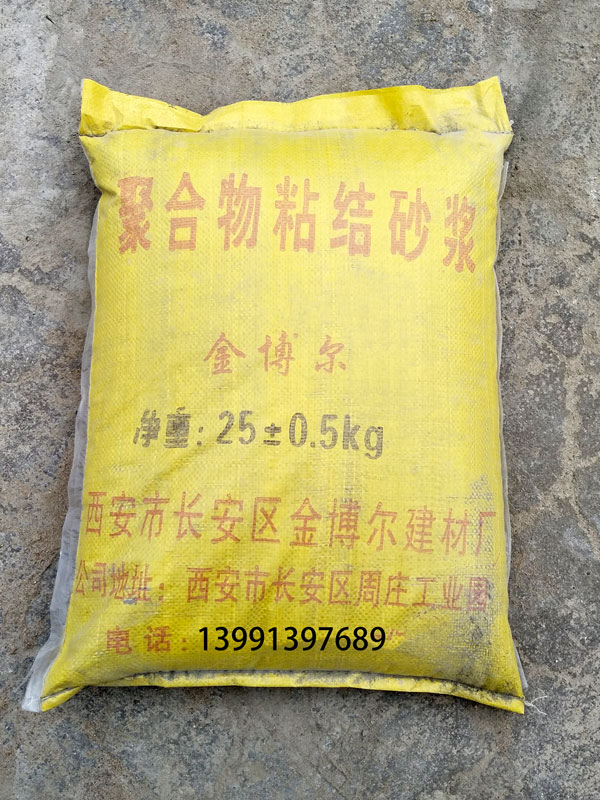 聚合物粘结砂浆
金博尔
净重:25±0.5kg
西安市长安区金博尔建材厂
公司地址:西安市长安区周庄工业园
电话:13991397689